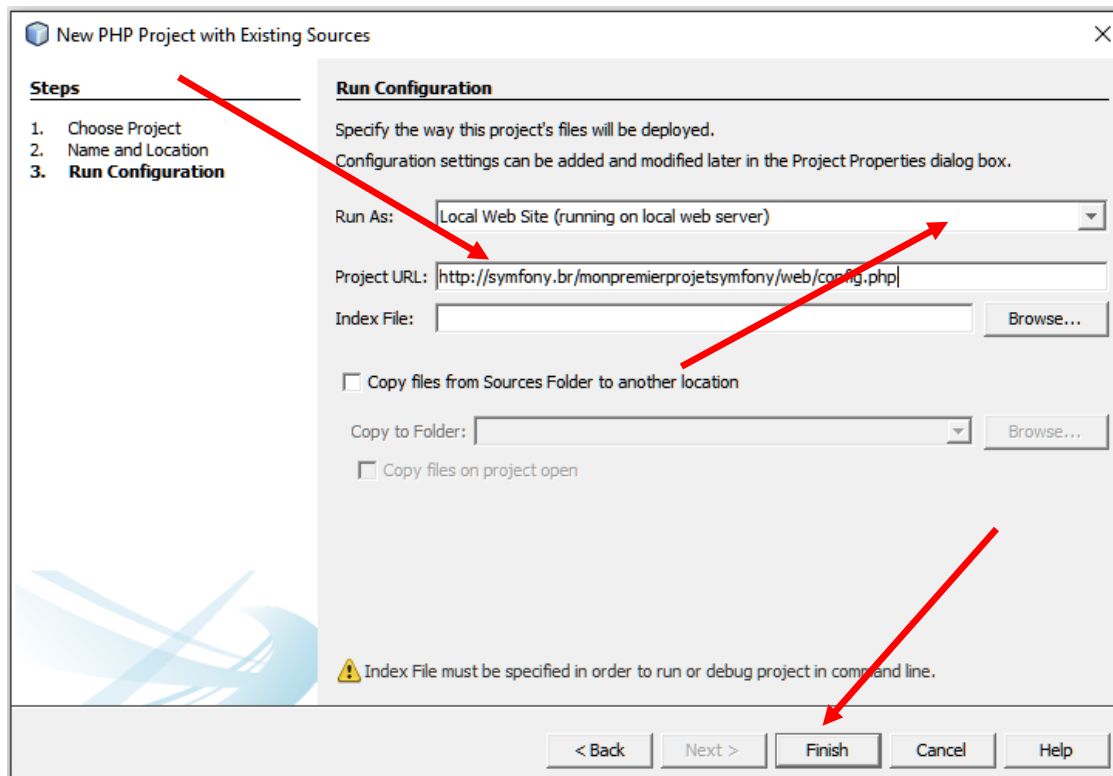 New PHP Project with Existing Sources
Steps
1. Choose Project
2. Name and Location
3. Run Configuration
Run Configuration
Specify the way this project's files will be deployed.
Configuration settings can be added and modified later in the Project Properties dialog box.
Run As: Local Web Site (running on local web server)
Project URL: http://symfony.br/monpremierprojetsymfony/web/config.php
Index File: Browse...
Copy files from Sources Folder to another location
Copy to Folder: Browse...
Copy files on project open
Index File must be specified in order to run or debug project in command line.
< Back Next > Finish Cancel Help